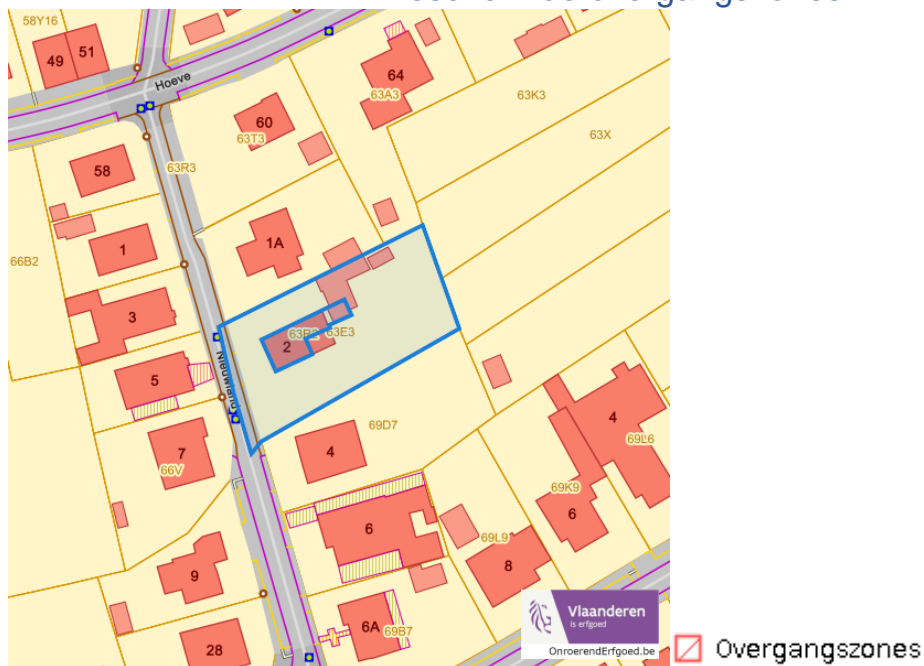 58Y16
49
51
Hoeve
64
63A3
63K3
60
63T3
63X
58
63R3
1A
66B2
1
3
2
63E3
Nieuwland
5
69D7
4
7
66V
4
69L6
69K9
6
6
69L9
8
9
6A
69B7
28
Vlaanderen
is erfgoed
OnroerendErfgoed.be
Overgangszones